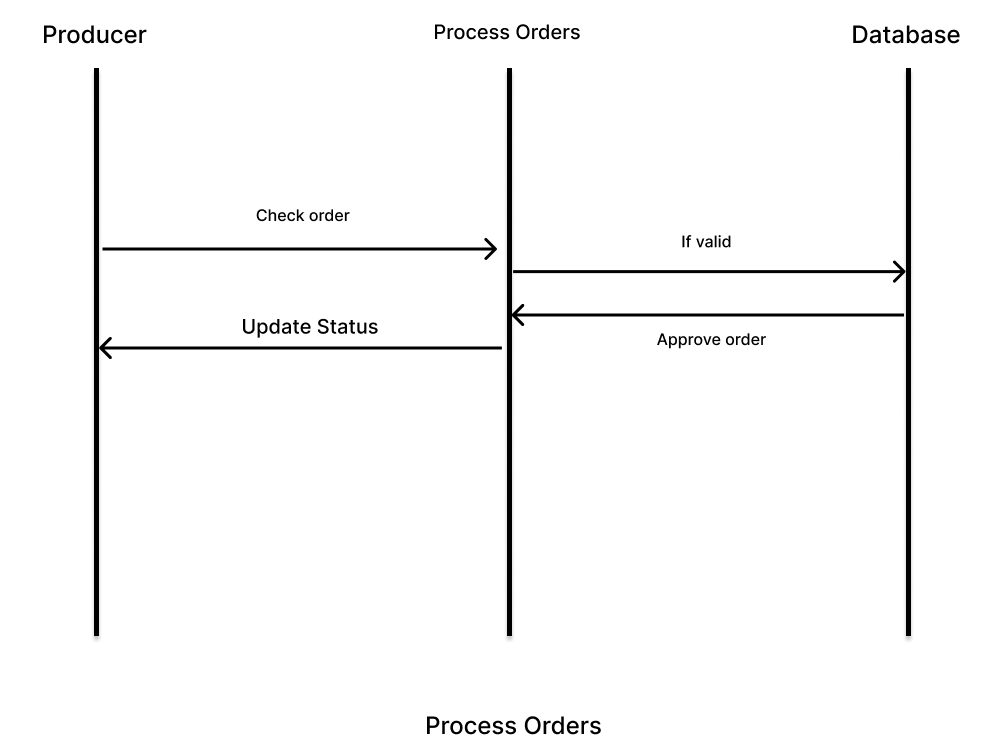 Producer
Process Orders
Database
Check order
If valid
Update Status
Approve order
Process Orders